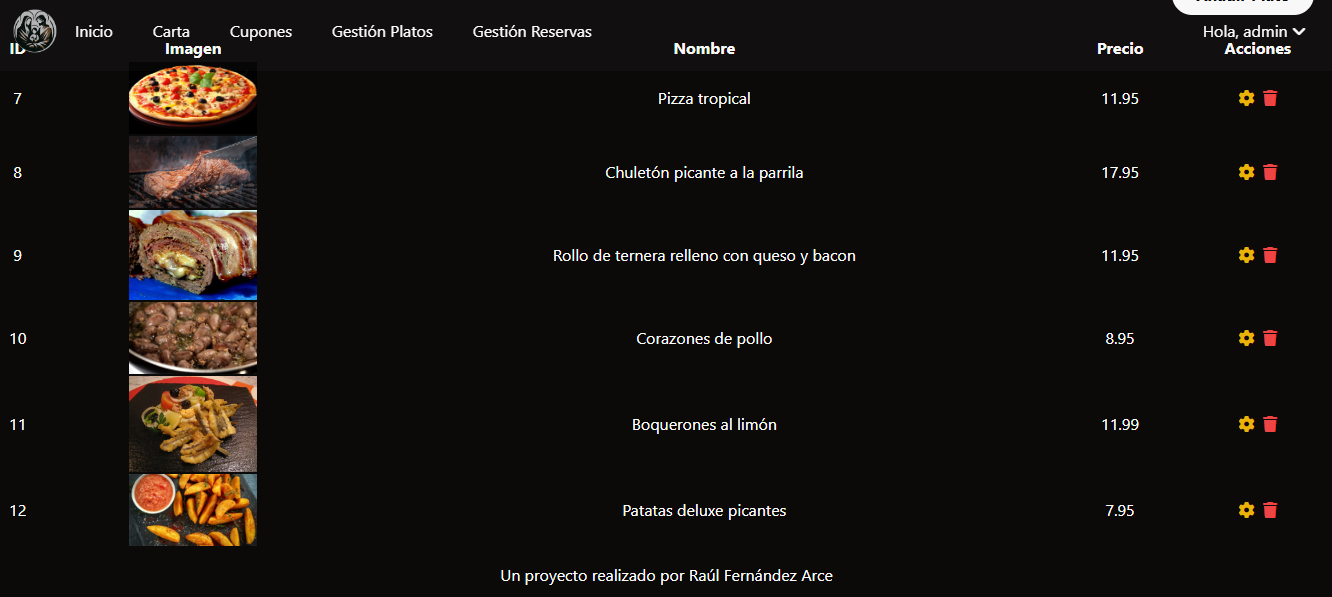 Añadir Plato
Inicio Carta Cupones Gestión Platos Gestión Reservas Hola, admin
ID Imagen Nombre Precio Acciones
7 Pizza tropical 11.95
8 Chuletón picante a la parrila 17.95
9 Rollo de ternera relleno con queso y bacon 11.95
10 Corazones de pollo 8.95
11 Boquerones al limón 11.99
12 Patatas deluxe picantes 7.95
Un proyecto realizado por Raúl Fernández Arce